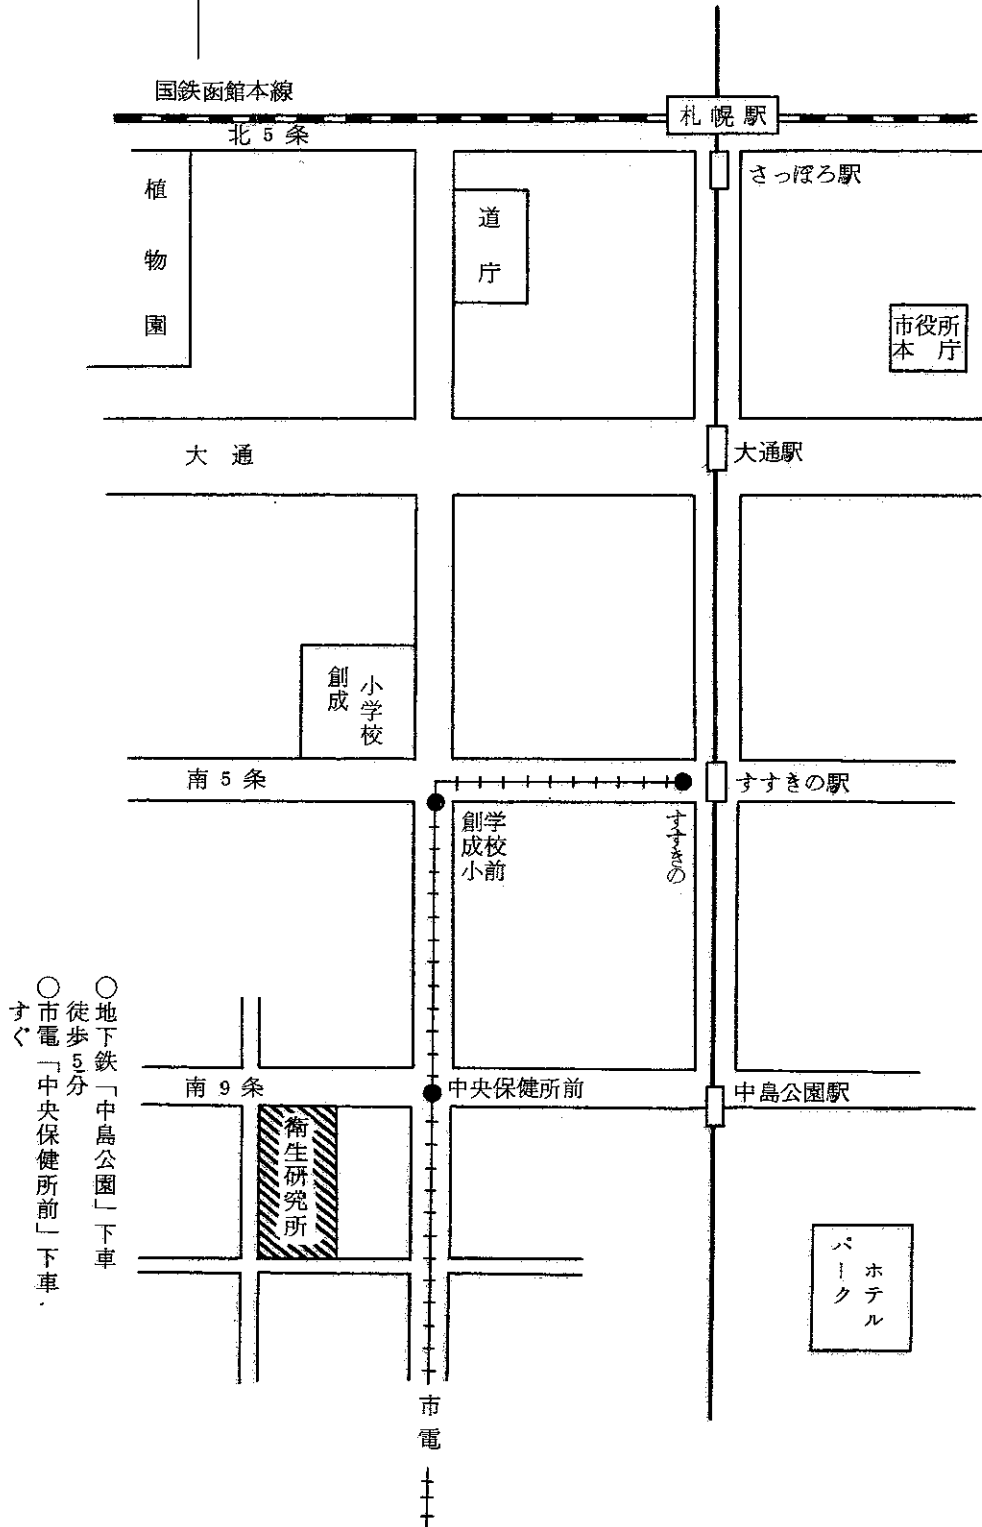 国鉄函館本線
札幌駅
北5条
さっぽろ駅
植物園
道庁
市役所
本庁
大通
大通駅
創成
小学校
南5条
すすきの駅
創成小
学校前
すすきの
南9条
中央保健所前
中島公園駅
衛生研究所
パーク
ホテル
市電
○地下鉄「中島公園」下車
徒歩5分
○市電「中央保健所前」下車
すぐ